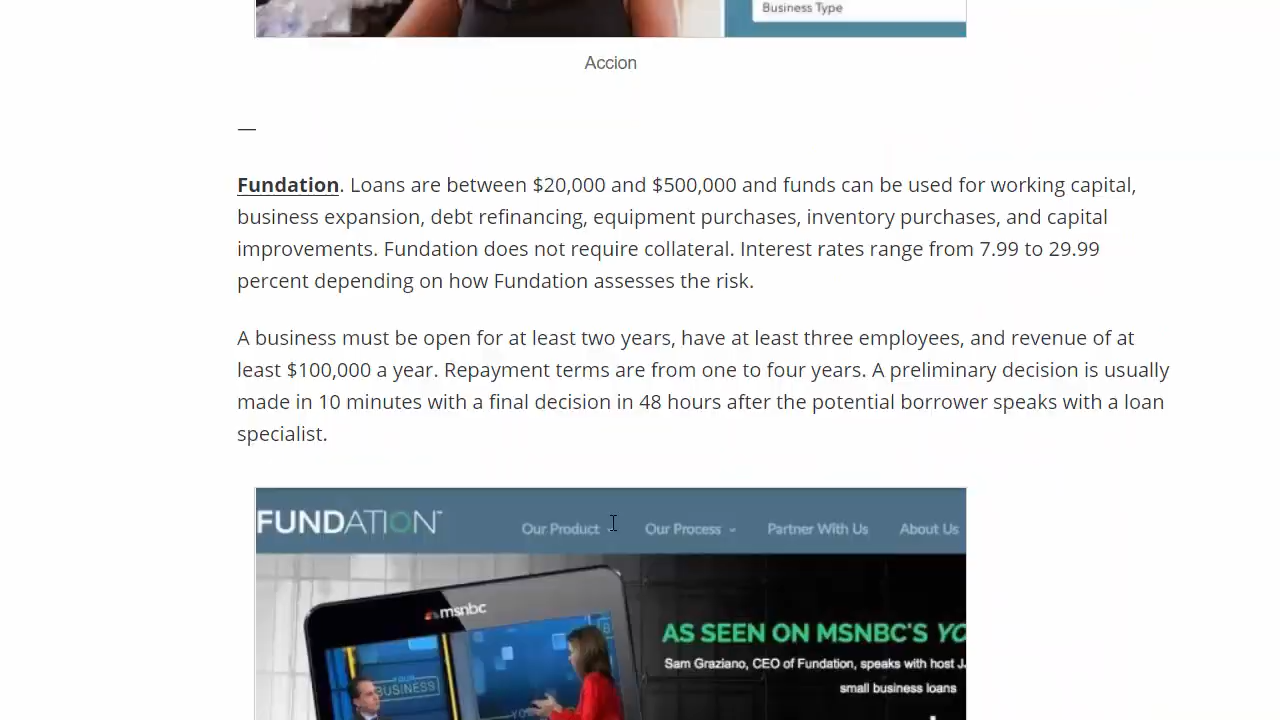 Business Type
Accion
—
Fundation. Loans are between $20,000 and $500,000 and funds can be used for working capital,
business expansion, debt refinancing, equipment purchases, inventory purchases, and capital
improvements. Fundation does not require collateral. Interest rates range from 7.99 to 29.99
percent depending on how Fundation assesses the risk.
A business must be open for at least two years, have at least three employees, and revenue of at
least $100,000 a year. Repayment terms are from one to four years. A preliminary decision is usually
made in 10 minutes with a final decision in 48 hours after the potential borrower speaks with a loan
specialist.
FUNDATION™ Our Product Our Process Partner With Us About Us
msnbc
AS SEEN ON MSNBC'S YO
Sam Graziano, CEO of Fundation, speaks with host J.
small business loans
YOUR
BUSINESS